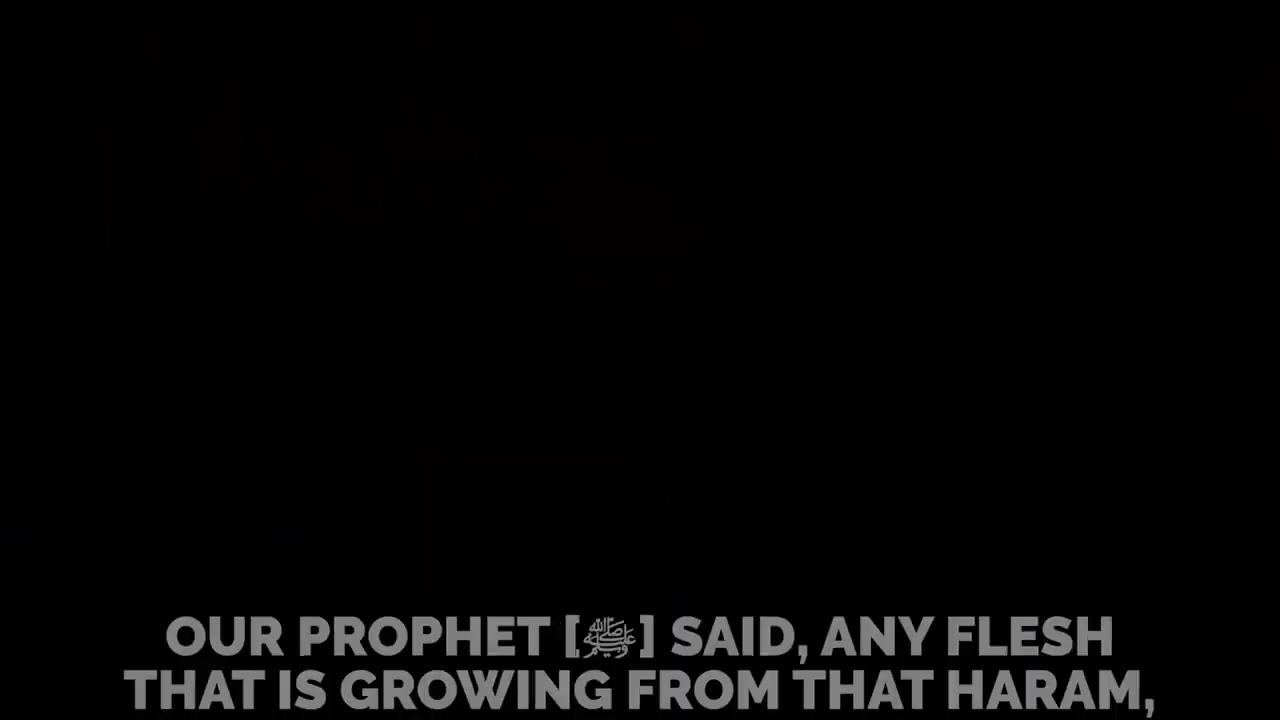 OUR PROPHET [ﷺ] SAID, ANY FLESH
THAT IS GROWING FROM THAT HARAM,